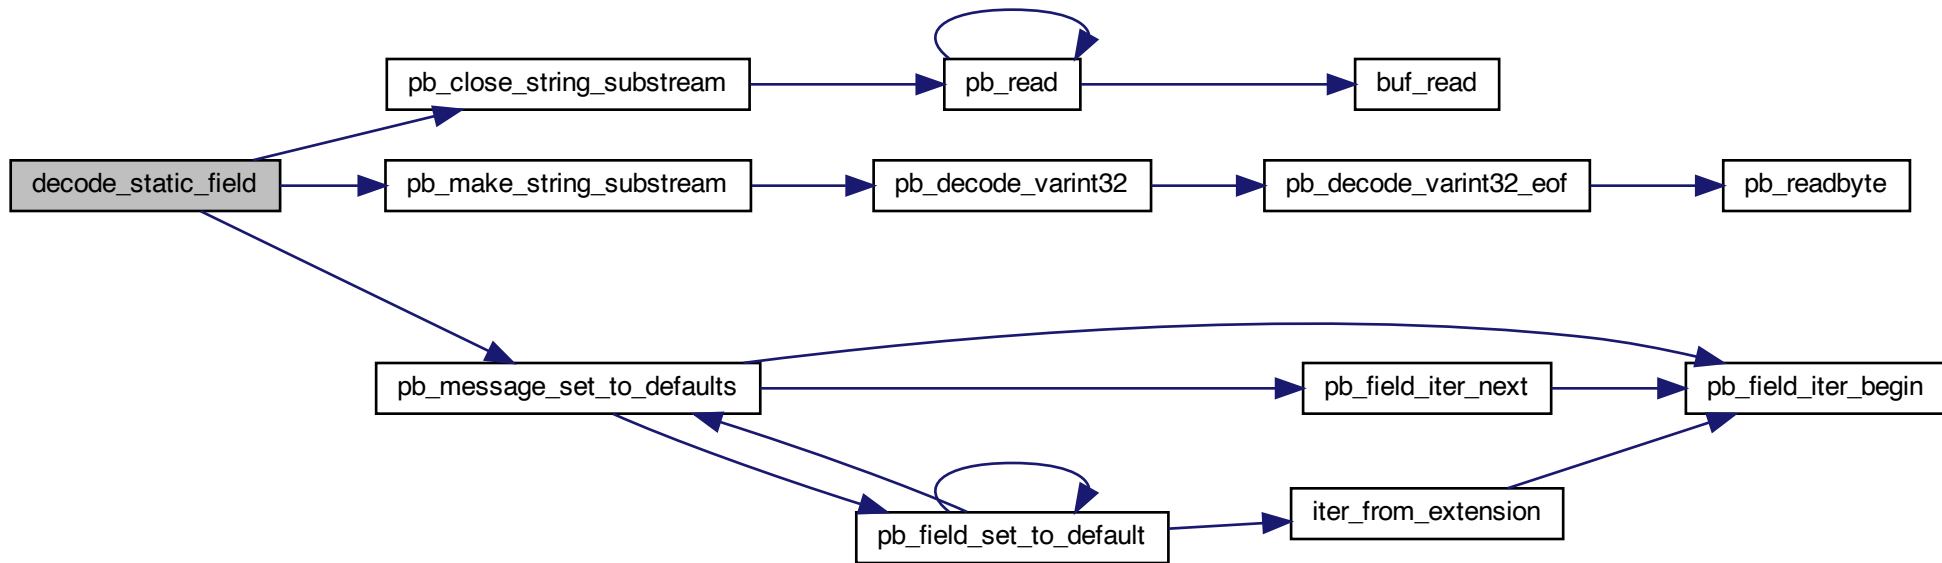 pb_close_string_substream
pb_read
buf_read
decode_static_field
pb_make_string_substream
pb_decode_varint32
pb_decode_varint32_eof
pb_readbyte
pb_message_set_to_defaults
pb_field_iter_next
pb_field_iter_begin
pb_field_set_to_default
iter_from_extension